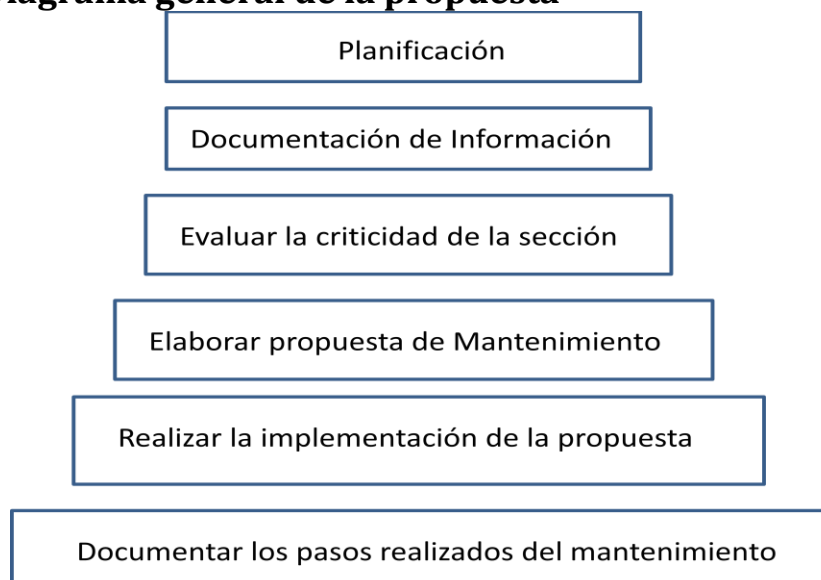 diagrama general de la propuesta
Planificación
Documentación de Información
Evaluar la criticidad de la sección
Elaborar propuesta de Mantenimiento
Realizar la implementación de la propuesta
Documentar los pasos realizados del mantenimiento